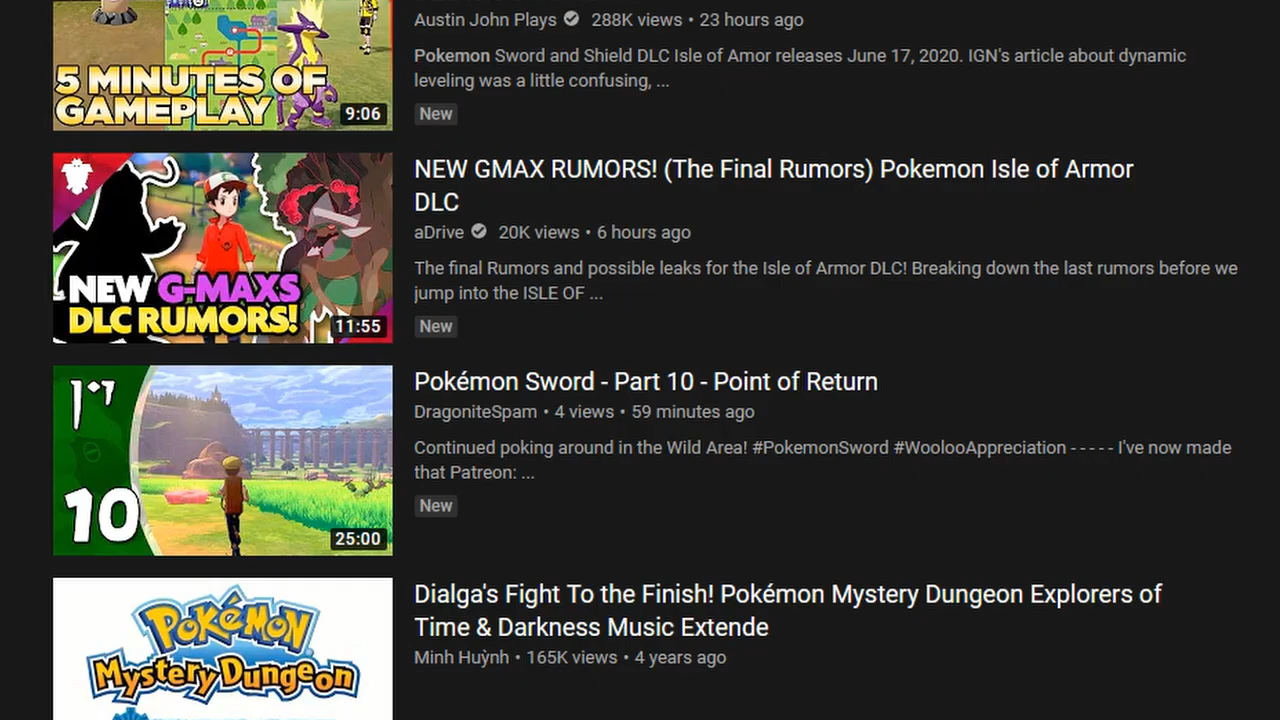 5 MINUTES OF
GAMEPLAY
9:06
Austin John Plays 288K views • 23 hours ago
Pokemon Sword and Shield DLC Isle of Amor releases June 17, 2020. IGN's article about dynamic
leveling was a little confusing, ...
New
NEW G-MAXS
DLC RUMORS!
11:55
NEW GMAX RUMORS! (The Final Rumors) Pokemon Isle of Armor
DLC
aDrive 20K views • 6 hours ago
The final Rumors and possible leaks for the Isle of Armor DLC! Breaking down the last rumors before we
jump into the ISLE OF ...
New
10
25:00
Pokémon Sword - Part 10 - Point of Return
DragoniteSpam • 4 views • 59 minutes ago
Continued poking around in the Wild Area! #PokemonSword #WoolooAppreciation - - - - - I've now made
that Patreon: ...
New
POKéMON
Mystery Dungeon
Dialga's Fight To the Finish! Pokémon Mystery Dungeon Explorers of
Time & Darkness Music Extende
Minh Huỳnh • 165K views • 4 years ago